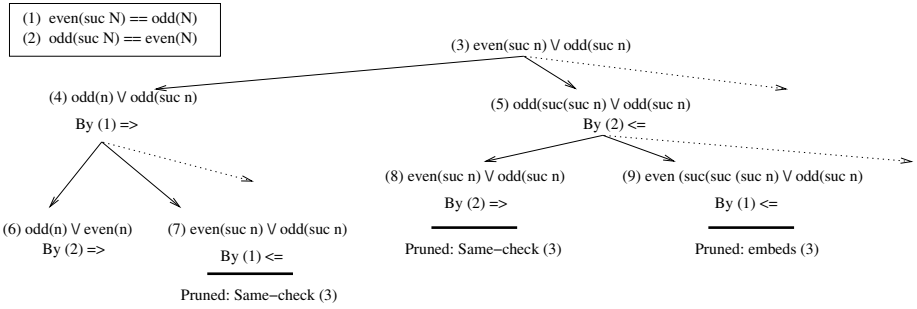 (1) even(suc N) == odd(N)
(2) odd(suc N) == even(N)
(3) even(suc n) \/ odd(suc n)
(4) odd(n) \/ odd(suc n)
By (1) =>
(5) odd(suc(suc n) \/ odd(suc n)
By (2) <=
(6) odd(n) \/ even(n)
By (2) =>
(7) even(suc n) \/ odd(suc n)
By (1) <=
Pruned: Same−check (3)
(8) even(suc n) \/ odd(suc n)
By (2) =>
Pruned: Same−check (3)
(9) even (suc(suc (suc n) \/ odd(suc n)
By (1) <=
Pruned: embeds (3)